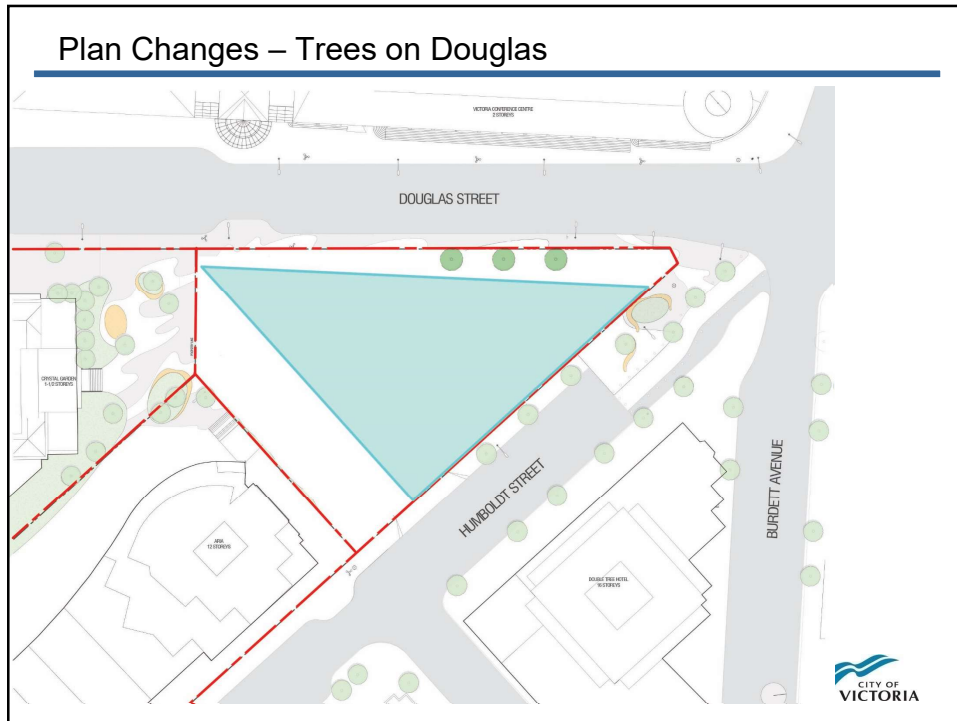 Plan Changes – Trees on Douglas
VICTORIA CONFERENCE CENTRE
2 STOREYS
DOUGLAS STREET
CRYSTAL GARDEN
1-1/2 STOREYS
HUMBOLDT STREET
BURDETT AVENUE
ARIA
12 STOREYS
DOUBLE TREE HOTEL
16 STOREYS
CITY OF
VICTORIA